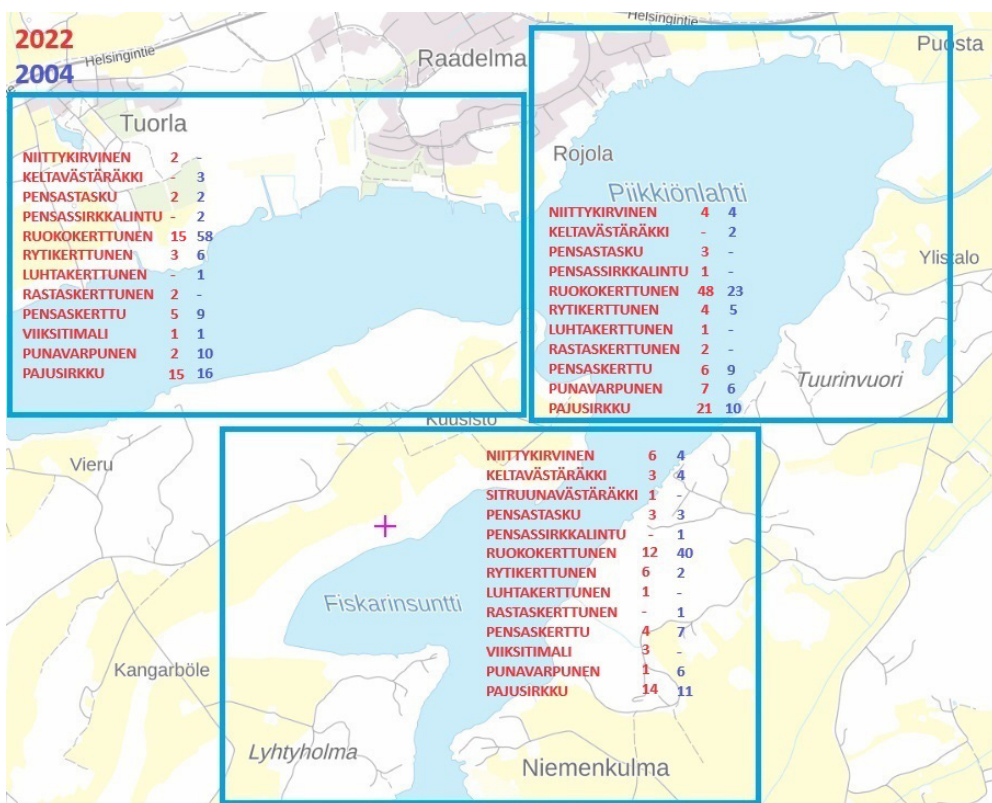 2022
2004
Helsingintie
Raadelma
Helsingintie
Puosta
Tuorla
NIITTYKIRVINEN 2 -
KELTAVÄSTÄRÄKKI - 3
PENSASTASKU 2 2
PENSASSIRKKALINTU - 2
RUOKOKERTTUNEN 15 58
RYTIKERTTUNEN 3 6
LUHTAKERTTUNEN - 1
RASTASKERTTUNEN 2 -
PENSASKERTTU 5 9
VIIKSITIMALI 1 1
PUNAVARPUNEN 2 10
PAJUSIRKKU 15 16
Rojola
Piikkiönlahti
NIITTYKIRVINEN 4 4
KELTAVÄSTÄRÄKKI - 2
PENSASTASKU 3 -
PENSASSIRKKALINTU 1 -
RUOKOKERTTUNEN 48 23
RYTIKERTTUNEN 4 5
LUHTAKERTTUNEN 1 -
RASTASKERTTUNEN 2 -
PENSASKERTTU 6 9
PUNAVARPUNEN 7 6
PAJUSIRKKU 21 10
Ylistalo
Tuurinvuori
Kuusisto
Vieru
NIITTYKIRVINEN 6 4
KELTAVÄSTÄRÄKKI 3 4
SITRUUNAVÄSTÄRÄKKI 1 -
PENSASTASKU 3 3
PENSASSIRKKALINTU - 1
RUOKOKERTTUNEN 12 40
RYTIKERTTUNEN 6 2
LUHTAKERTTUNEN 1 -
RASTASKERTTUNEN - 1
PENSASKERTTU 4 7
VIIKSITIMALI 3 -
PUNAVARPUNEN 1 6
PAJUSIRKKU 14 11
Fiskarinsuntti
Kangarböle
Lyhtyholma
Niemenkulma